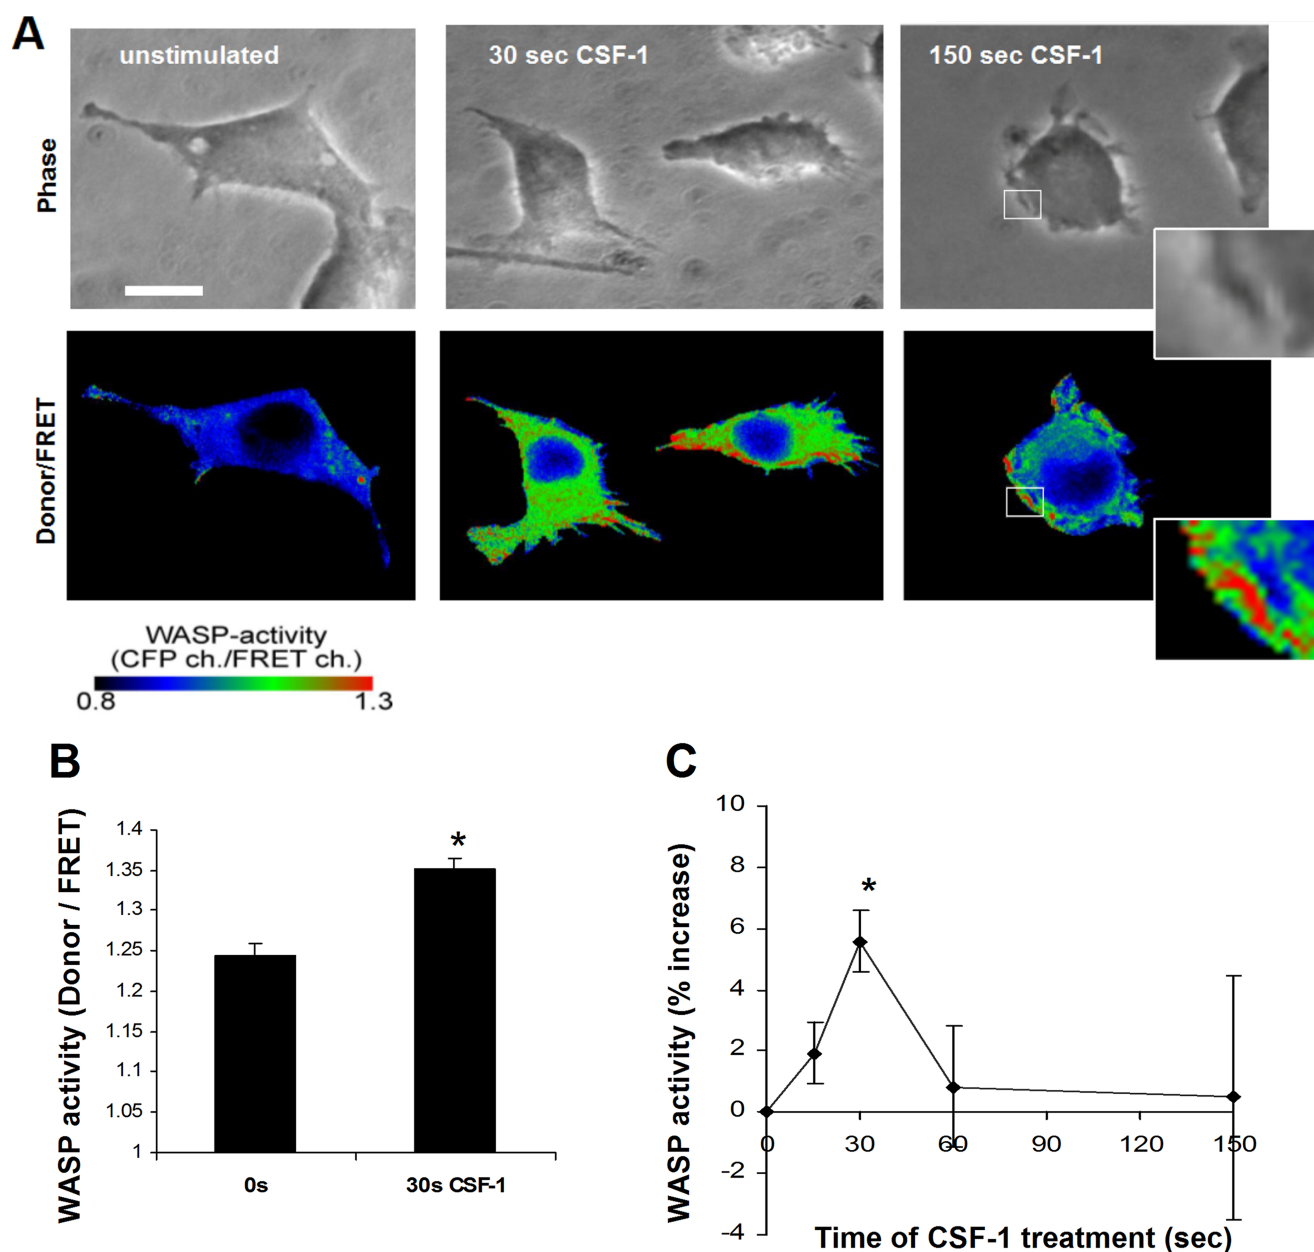 A
unstimulated
30 sec CSF-1
150 sec CSF-1
Phase
Donor/FRET
WASP-activity
(CFP ch./FRET ch.)
0.8
1.3
B
WASP activity (Donor / FRET)
1.4
1.35
1.3
1.25
1.2
1.15
1.1
1.05
1
*
0s
30s CSF-1
C
WASP activity (% increase)
10
8
6
4
2
0
-2
-4
*
0
30
60
90
120
150
Time of CSF-1 treatment (sec)